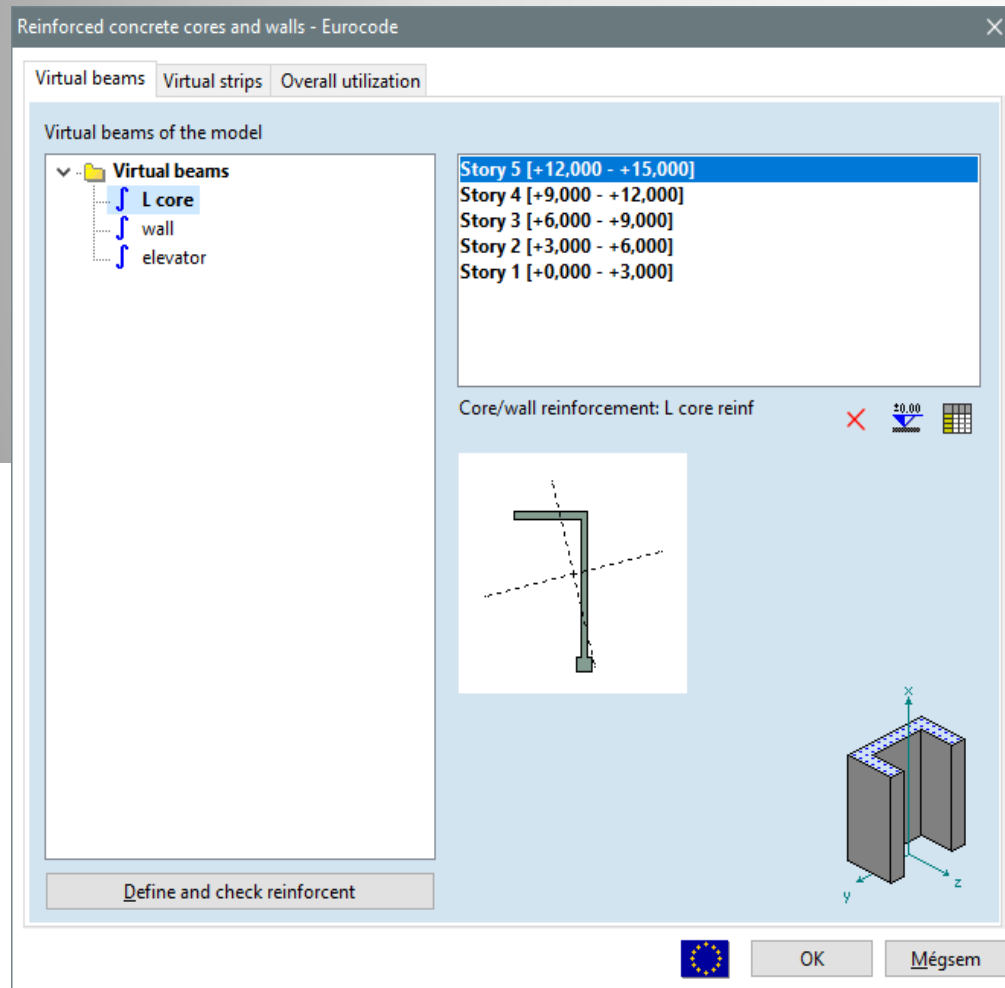 Reinforced concrete cores and walls - Eurocode
Virtual beams
Virtual strips
Overall utilization
Virtual beams of the model
Virtual beams
L core
wall
elevator
Story 5 [+12,000 - +15,000]
Story 4 [+9,000 - +12,000]
Story 3 [+6,000 - +9,000]
Story 2 [+3,000 - +6,000]
Story 1 [+0,000 - +3,000]
Core/wall reinforcement: L core reinf
±0.00
x
y
z
Define and check reinforcent
OK
Mégsem